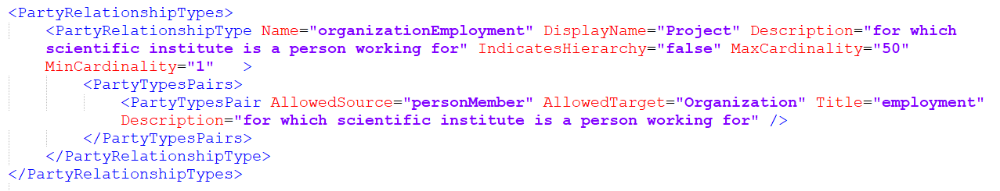 <PartyRelationshipTypes>
<PartyRelationshipType Name="organizationEmployment" DisplayName="Project" Description="for which
scientific institute is a person working for" IndicatesHierarchy="false" MaxCardinality="50"
MinCardinality="1"   >
<PartyTypesPairs>
<PartyTypesPair AllowedSource="personMember" AllowedTarget="Organization" Title="employment"
Description="for which scientific institute is a person working for" />
</PartyTypesPairs>
</PartyRelationshipType>
</PartyRelationshipTypes>